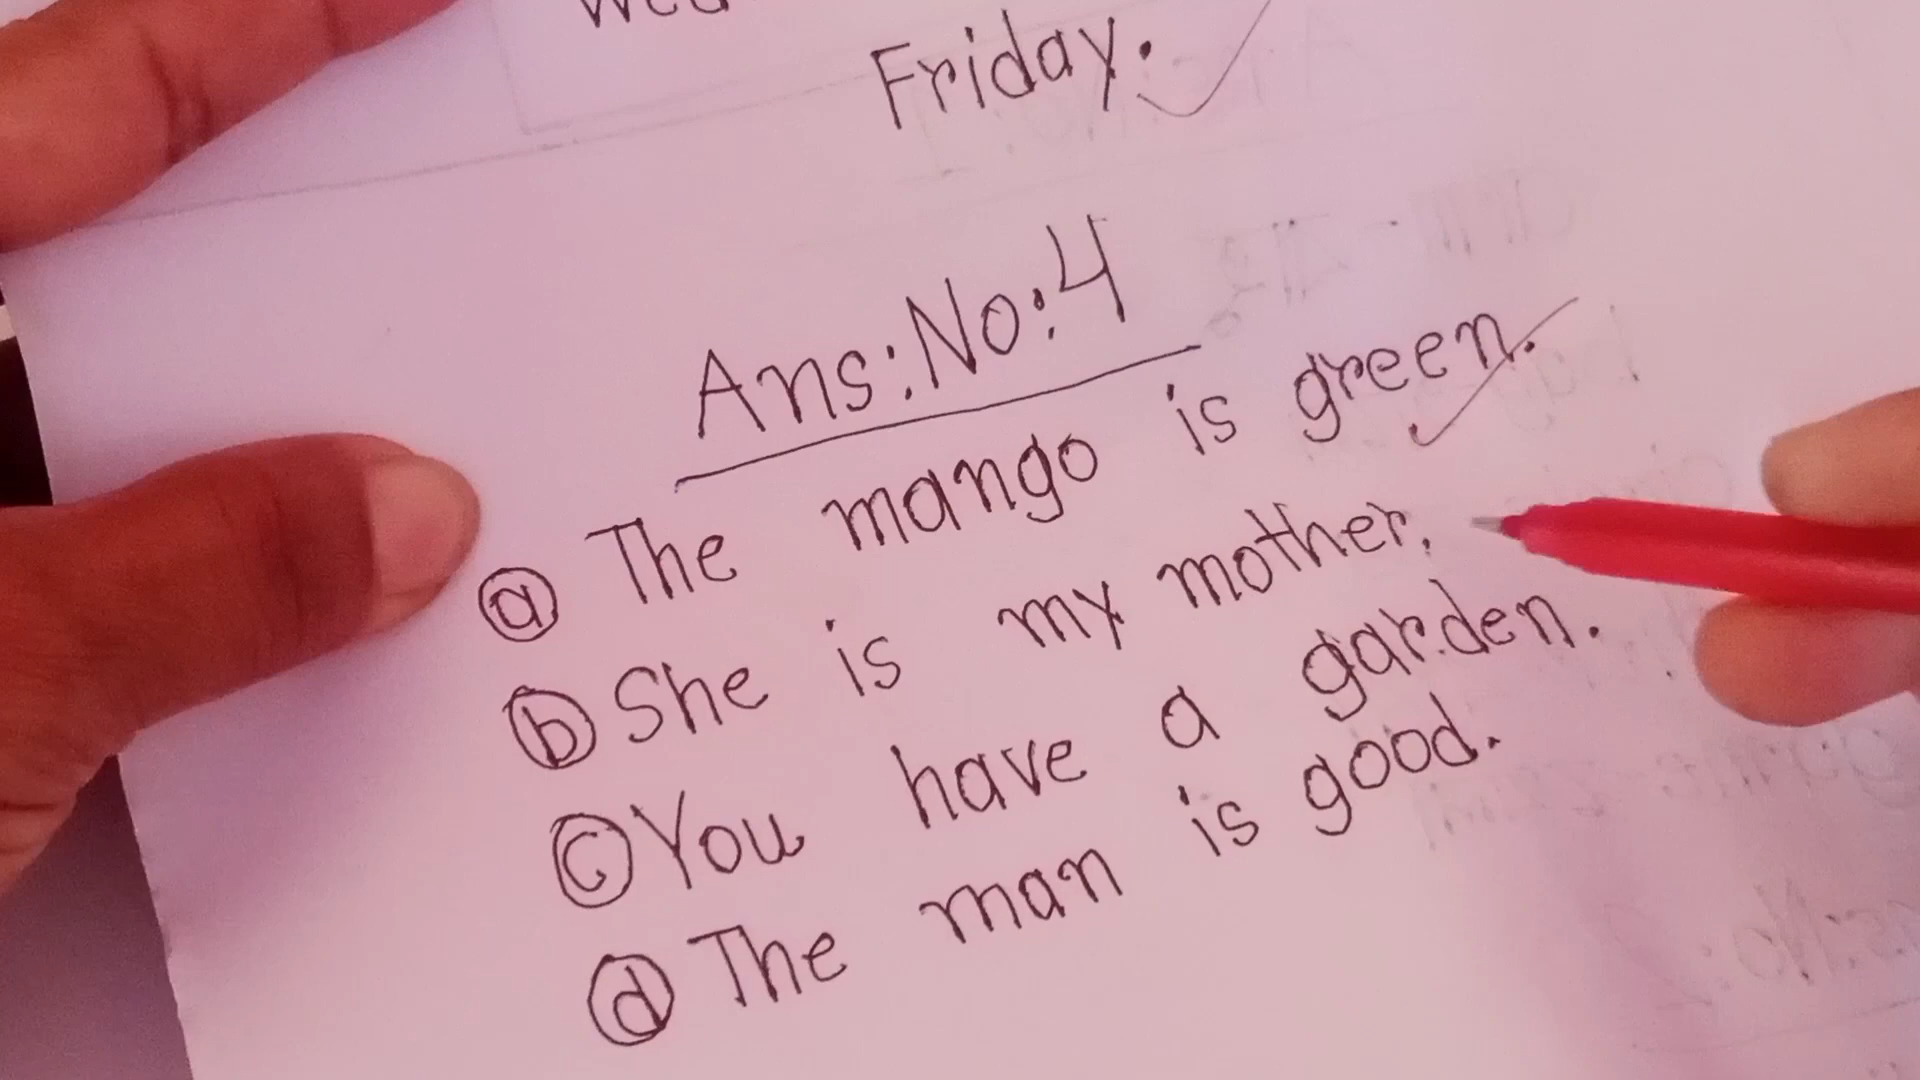 Friday.
Ans:No:4
ⓐ The mango is green.
ⓑ She is my mother.
ⓒ You have a garden.
ⓓ The man is good.